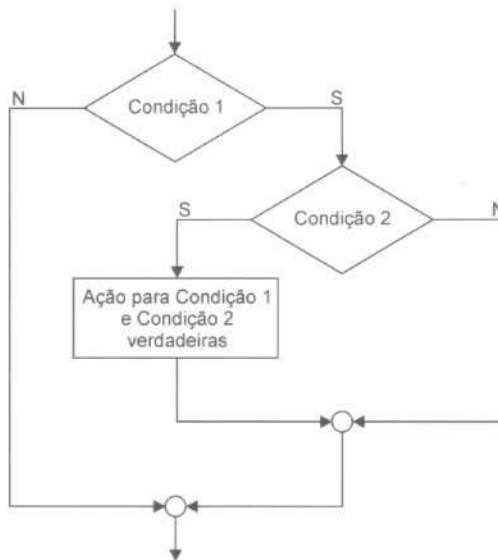 Condição 1
N
S
Condição 2
S
N
Ação para Condição 1
e Condição 2
verdadeiras